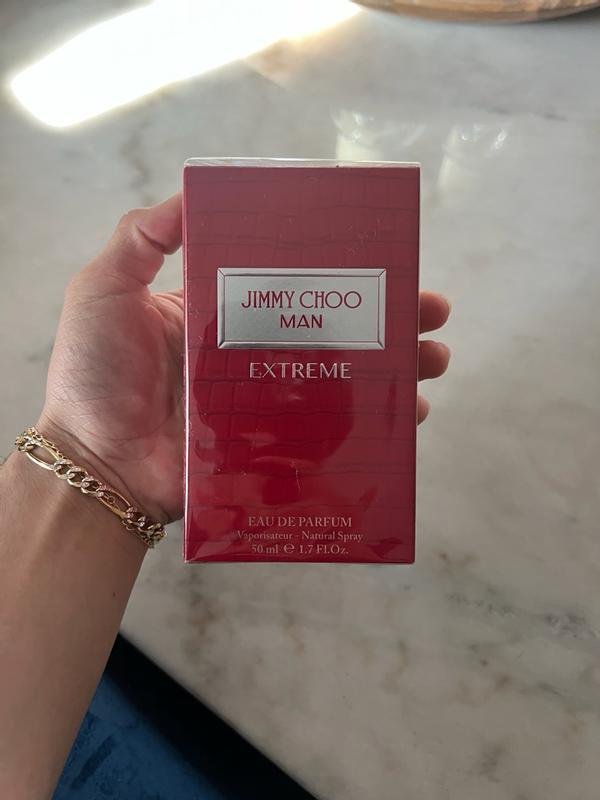 JIMMY CHOO
MAN
EXTREME
EAU DE PARFUM
Vaporisateur - Natural Spray
50 ml ℮ 1.7 Fl.Oz.